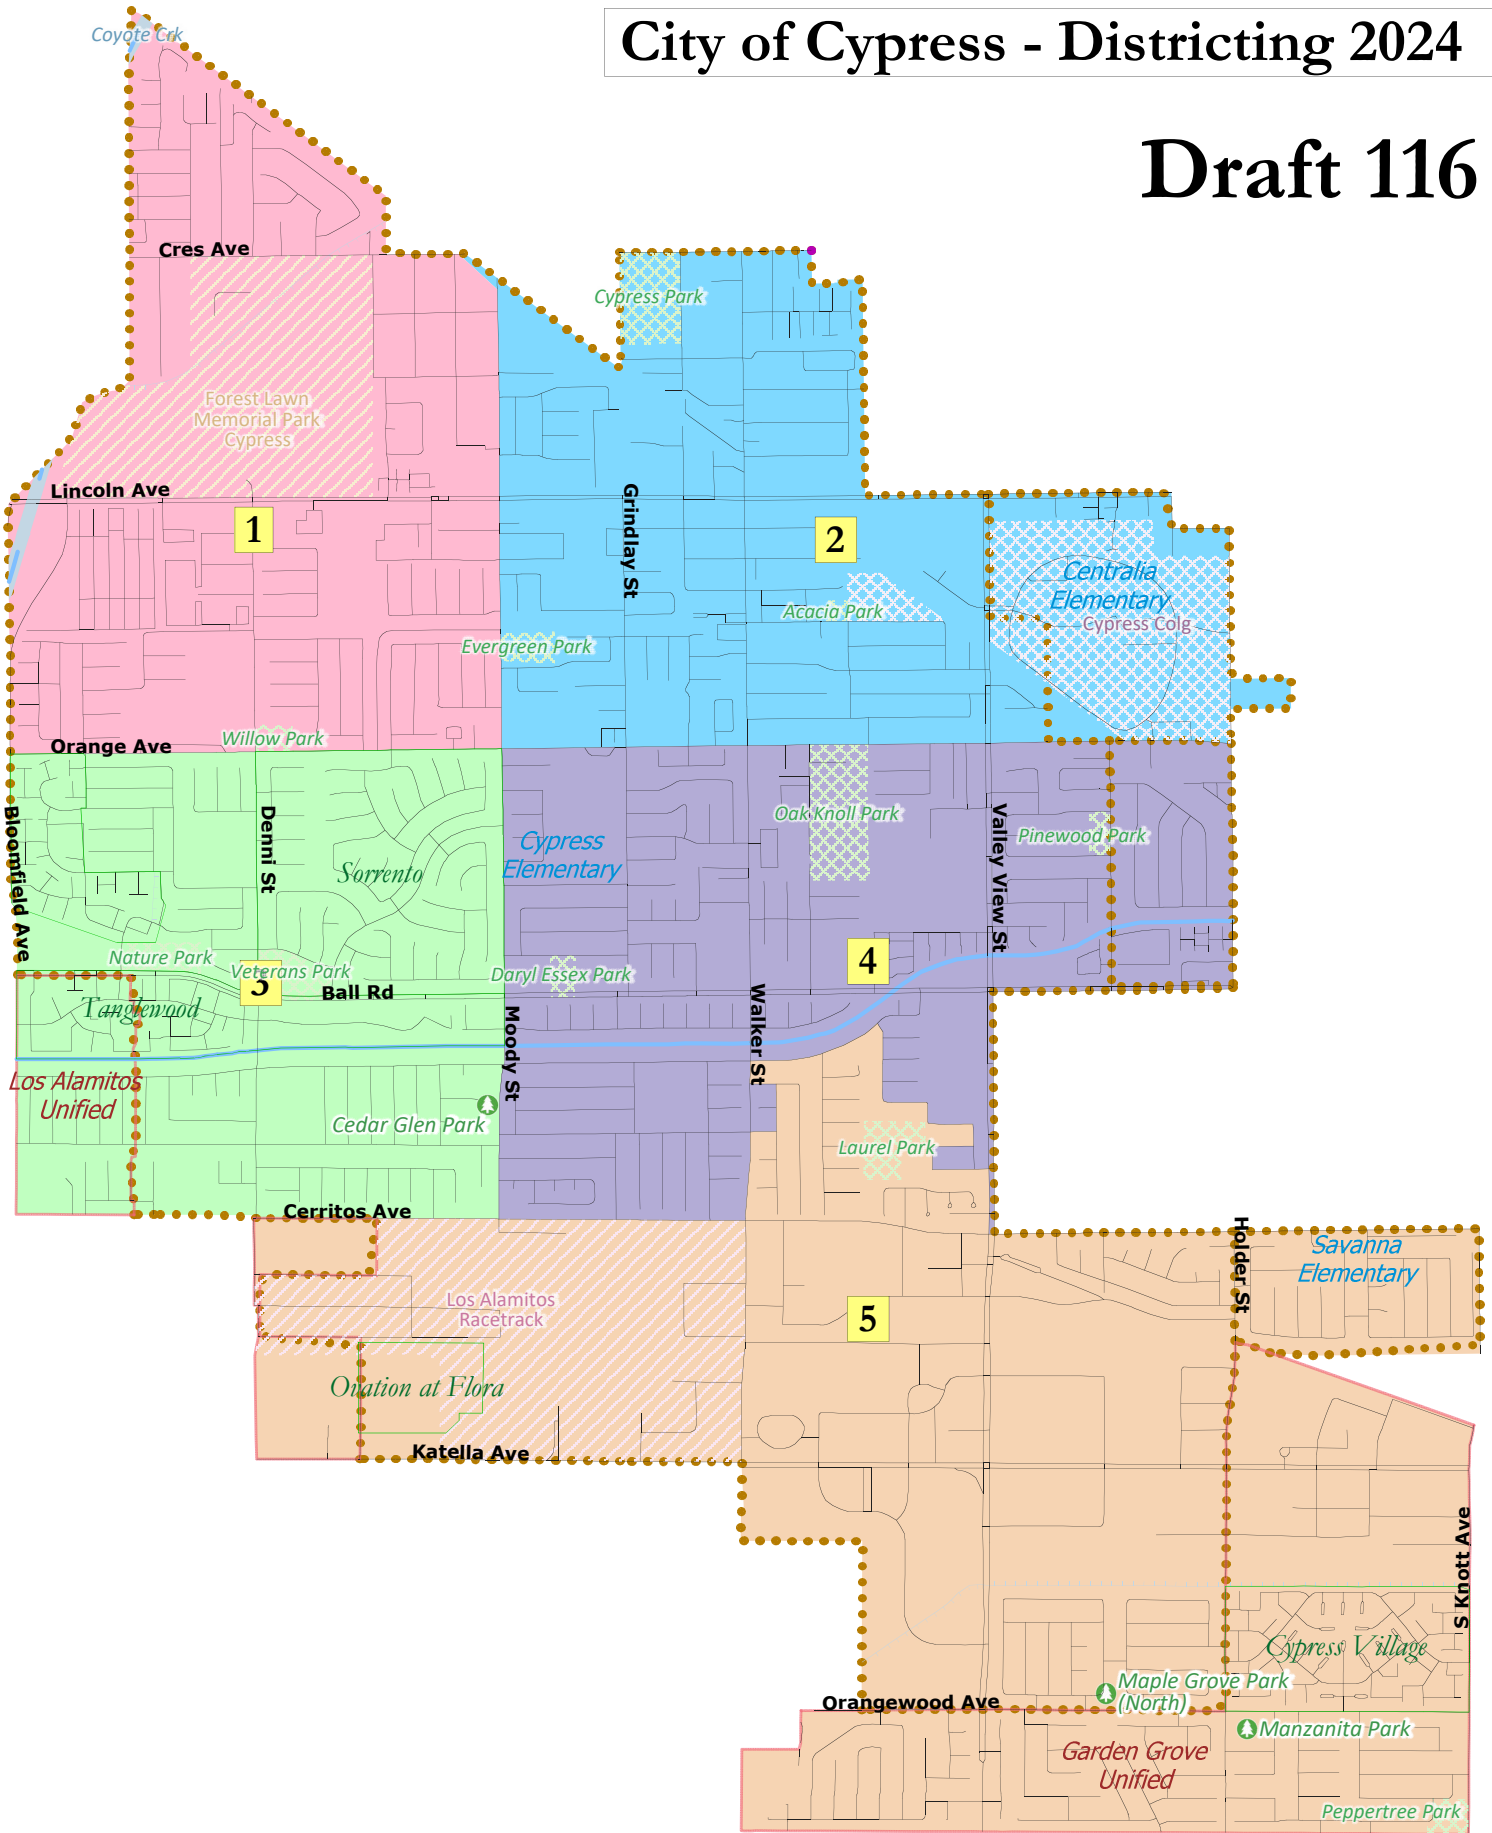 City of Cypress - Districting 2024
Draft 116
Coyote Crk
Cres Ave
Cypress Park
Forest Lawn
Memorial Park
Cypress
Lincoln Ave
1
Grindlay St
2
Centralia
Elementary
Cypress Colg
Acacia Park
Evergreen Park
Willow Park
Orange Ave
Bloomfield Ave
Denni St
Sorrento
Cypress
Elementary
Oak Knoll Park
Valley View St
Pinewood Park
Nature Park
Veterans Park
3
Ball Rd
Daryl Essex Park
4
Tanglewood
Moody St
Walker St
Los Alamitos
Unified
Cedar Glen Park
Laurel Park
Cerritos Ave
Holder St
Savanna
Elementary
Los Alamitos
Racetrack
5
Ovation at Flora
Katella Ave
S Knott Ave
Cypress Village
Maple Grove Park
(North)
Orangewood Ave
Manzanita Park
Garden Grove
Unified
Peppertree Park